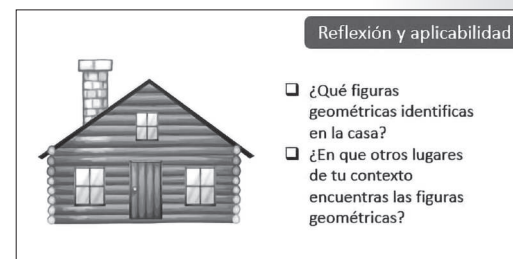 Reflexión y aplicabilidad
❑ ¿Qué figuras
geométricas identificas
en la casa?
❑ ¿En que otros lugares
de tu contexto
encuentras las figuras
geométricas?